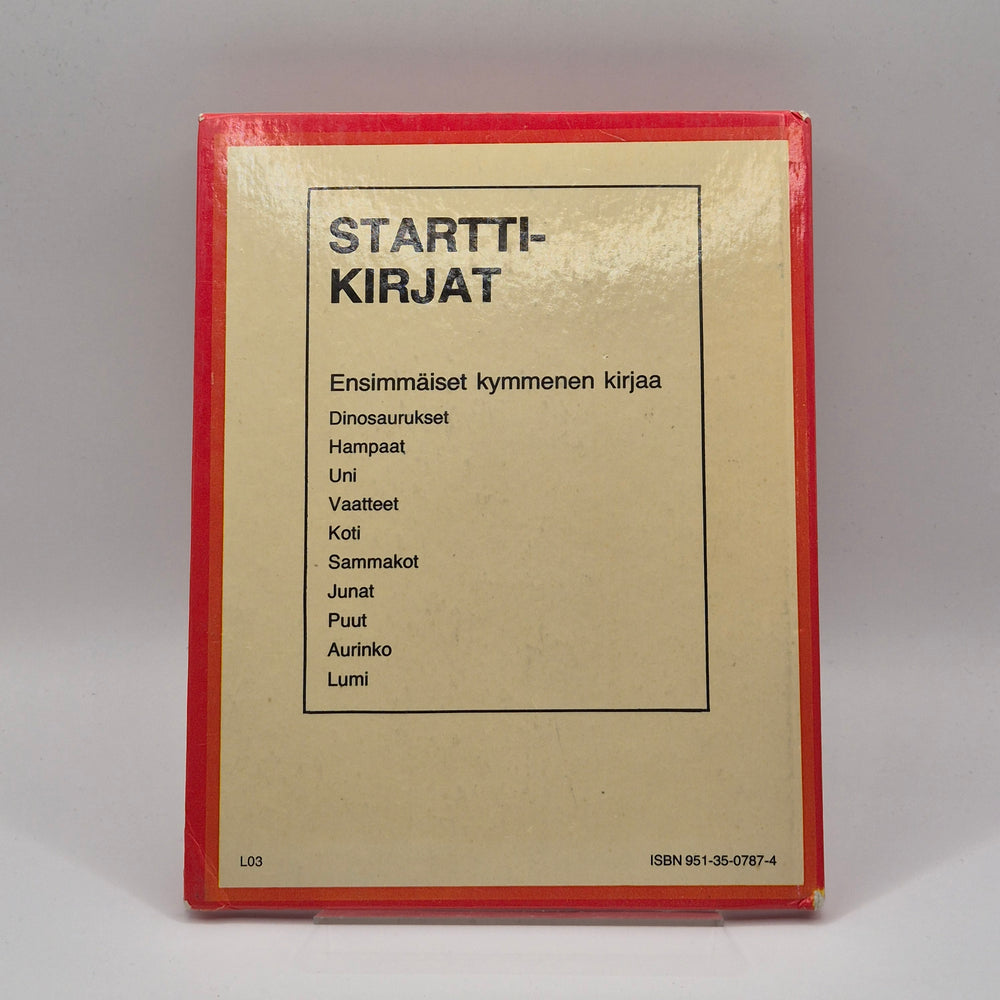 STARTTI-
KIRJAT
Ensimmäiset kymmenen kirjaa
Dinosaurukset
Hampaat
Uni
Vaatteet
Koti
Sammakot
Junat
Puut
Aurinko
Lumi
L03
ISBN 951-35-0787-4